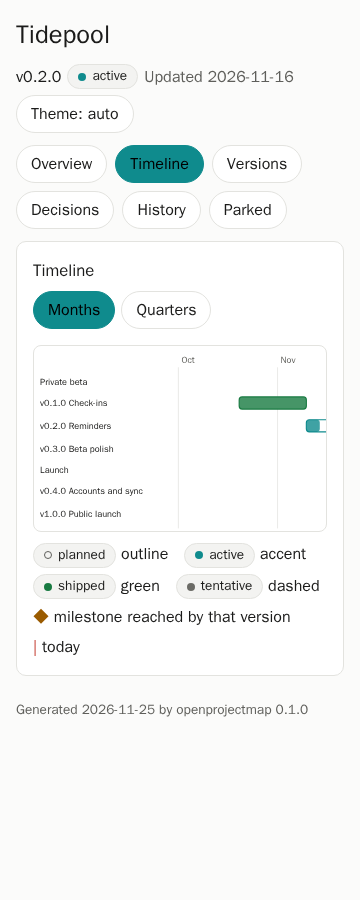 Tidepool
v0.2.0 active Updated 2026-11-16
Theme: auto
Overview Timeline Versions
Decisions History Parked
Timeline
Months Quarters
Oct Nov
Private beta
v0.1.0 Check-ins
v0.2.0 Reminders
v0.3.0 Beta polish
Launch
v0.4.0 Accounts and sync
v1.0.0 Public launch
planned outline active accent
shipped green tentative dashed
milestone reached by that version
today
Generated 2026-11-25 by openprojectmap 0.1.0